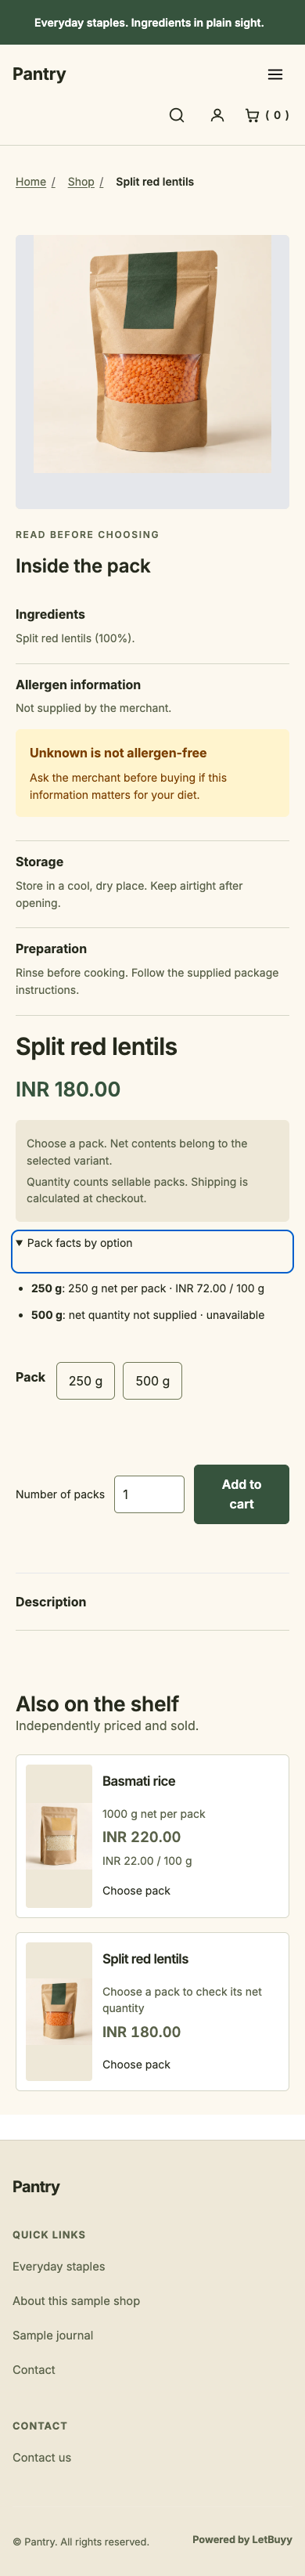 Everyday staples. Ingredients in plain sight.
Pantry
( 0 )
Home / Shop / Split red lentils
READ BEFORE CHOOSING
Inside the pack
Ingredients
Split red lentils (100%).
Allergen information
Not supplied by the merchant.
Unknown is not allergen-free
Ask the merchant before buying if this
information matters for your diet.
Storage
Store in a cool, dry place. Keep airtight after
opening.
Preparation
Rinse before cooking. Follow the supplied package
instructions.
Split red lentils
INR 180.00
Choose a pack. Net contents belong to the
selected variant.
Quantity counts sellable packs. Shipping is
calculated at checkout.
▼ Pack facts by option
• 250 g: 250 g net per pack · INR 72.00 / 100 g
• 500 g: net quantity not supplied · unavailable
Pack 250 g 500 g
Number of packs 1 Add to
cart
Description
Also on the shelf
Independently priced and sold.
Basmati rice
1000 g net per pack
INR 220.00
INR 22.00 / 100 g
Choose pack
Split red lentils
Choose a pack to check its net
quantity
INR 180.00
Choose pack
Pantry
QUICK LINKS
Everyday staples
About this sample shop
Sample journal
Contact
CONTACT
Contact us
© Pantry. All rights reserved. Powered by LetBuyy